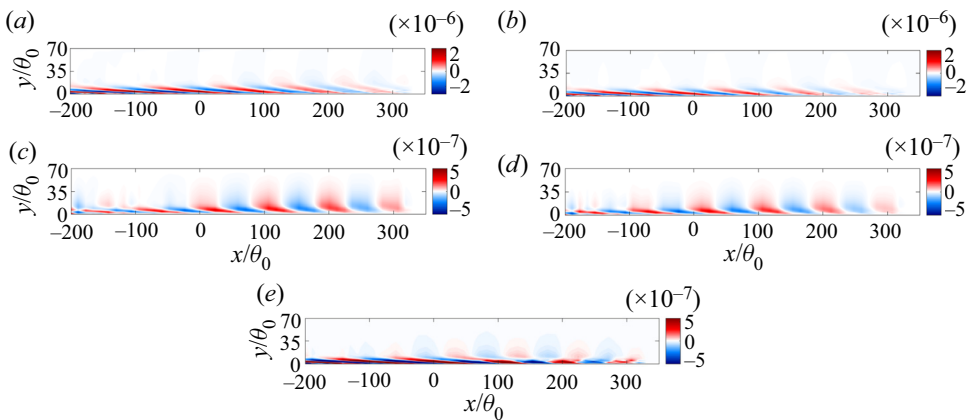 (a) (×10⁻⁶) (b) (×10⁻⁶)
70 2 70 2
y/θ₀ 35 0 35 0
0 −2 0 −2
−200 −100 0 100 200 300 −200 −100 0 100 200 300
(c) (×10⁻⁷) (d) (×10⁻⁷)
70 5 70 5
y/θ₀ 35 0 35 0
0 −5 0 −5
−200 −100 0 100 200 300 −200 −100 0 100 200 300
x/θ₀ x/θ₀
(e) (×10⁻⁷)
70 5
y/θ₀ 35 0
0 −5
−200 −100 0 100 200 300
x/θ₀